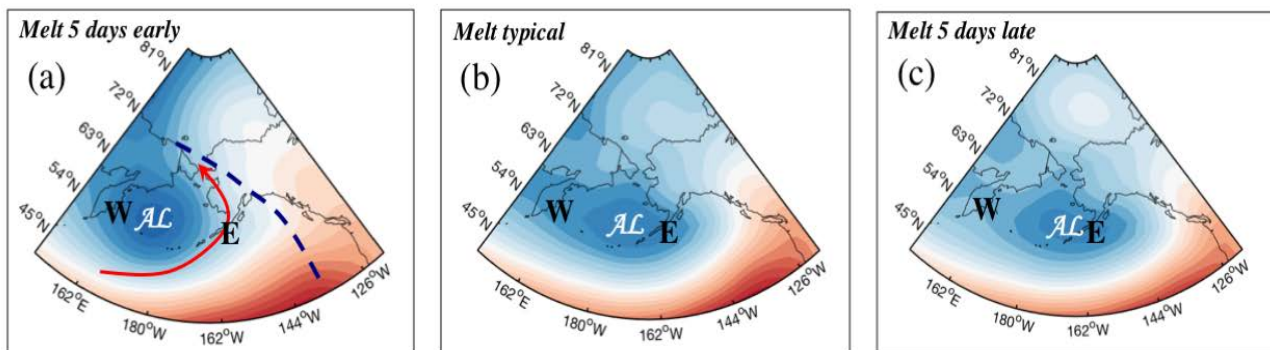 Melt 5 days early
(a)
81°N
72°N
63°N
54°N
45°N
W
AL
E
162°E
180°W
162°W
144°W
126°W
Melt typical
(b)
81°N
72°N
63°N
54°N
45°N
W
AL
E
162°E
180°W
162°W
144°W
126°W
Melt 5 days late
(c)
81°N
72°N
63°N
54°N
45°N
W
AL
E
162°E
180°W
162°W
144°W
126°W